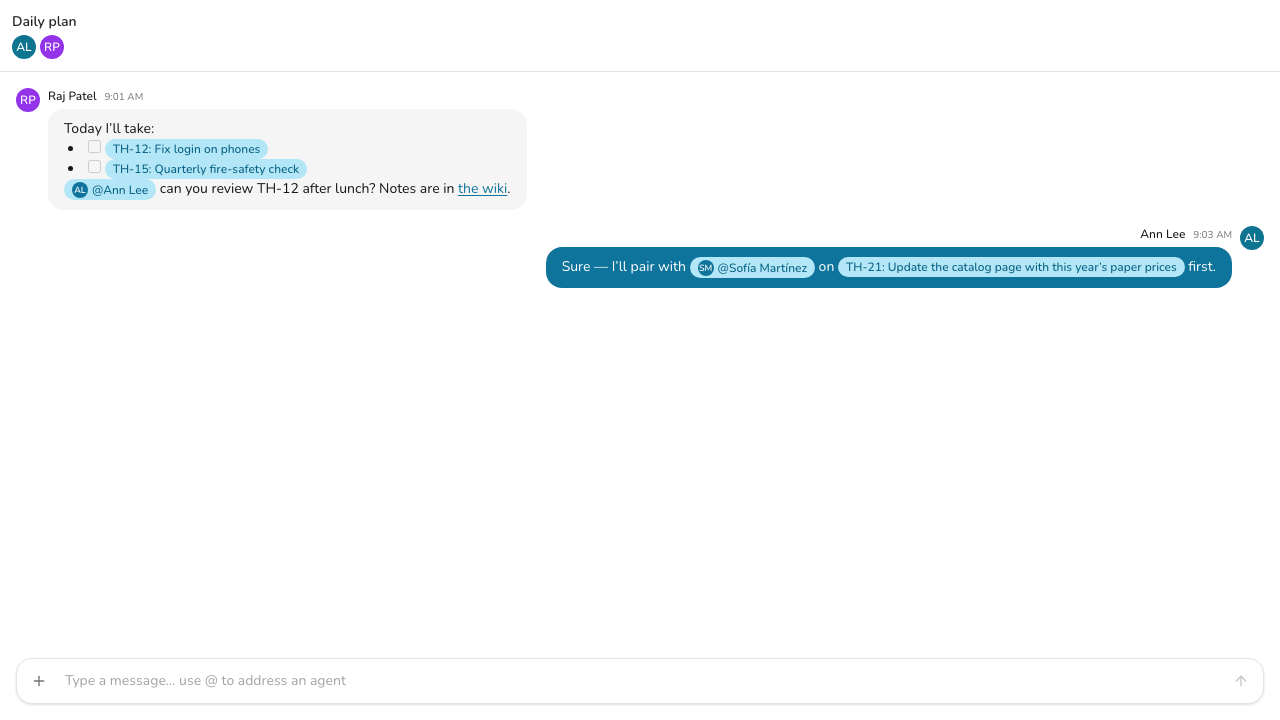 Daily plan
AL RP
RP Raj Patel 9:01 AM
Today I’ll take:
TH-12: Fix login on phones
TH-15: Quarterly fire-safety check
AL @Ann Lee can you review TH-12 after lunch? Notes are in the wiki.
Ann Lee 9:03 AM AL
Sure — I’ll pair with SM @Sofía Martínez on TH-21: Update the catalog page with this year’s paper prices first.
Type a message... use @ to address an agent